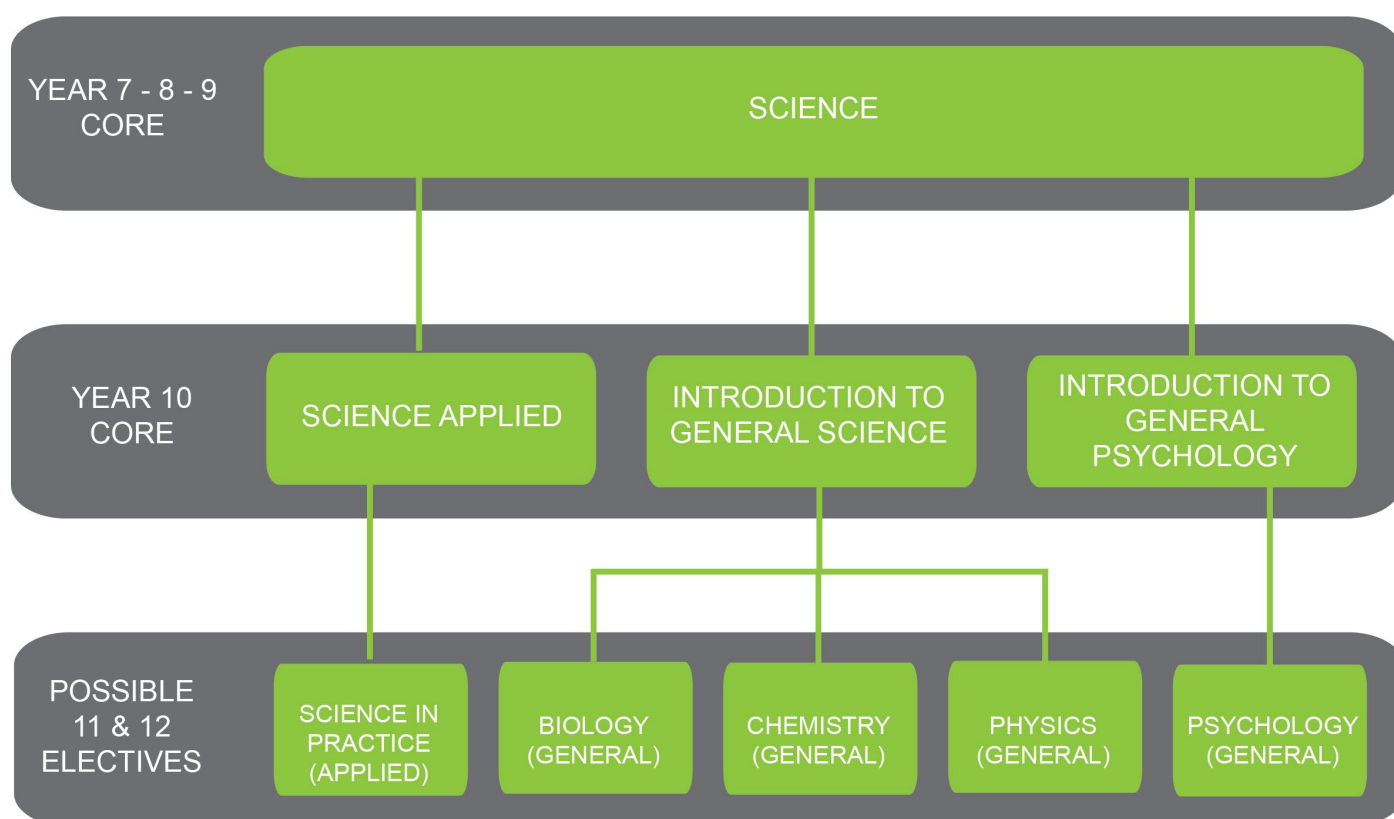 YEAR 7 - 8 - 9
CORE
SCIENCE
YEAR 10
CORE
SCIENCE APPLIED
INTRODUCTION TO
GENERAL SCIENCE
INTRODUCTION TO
GENERAL
PSYCHOLOGY
POSSIBLE
11 & 12
ELECTIVES
SCIENCE IN
PRACTICE
(APPLIED)
BIOLOGY
(GENERAL)
CHEMISTRY
(GENERAL)
PHYSICS
(GENERAL)
PSYCHOLOGY
(GENERAL)